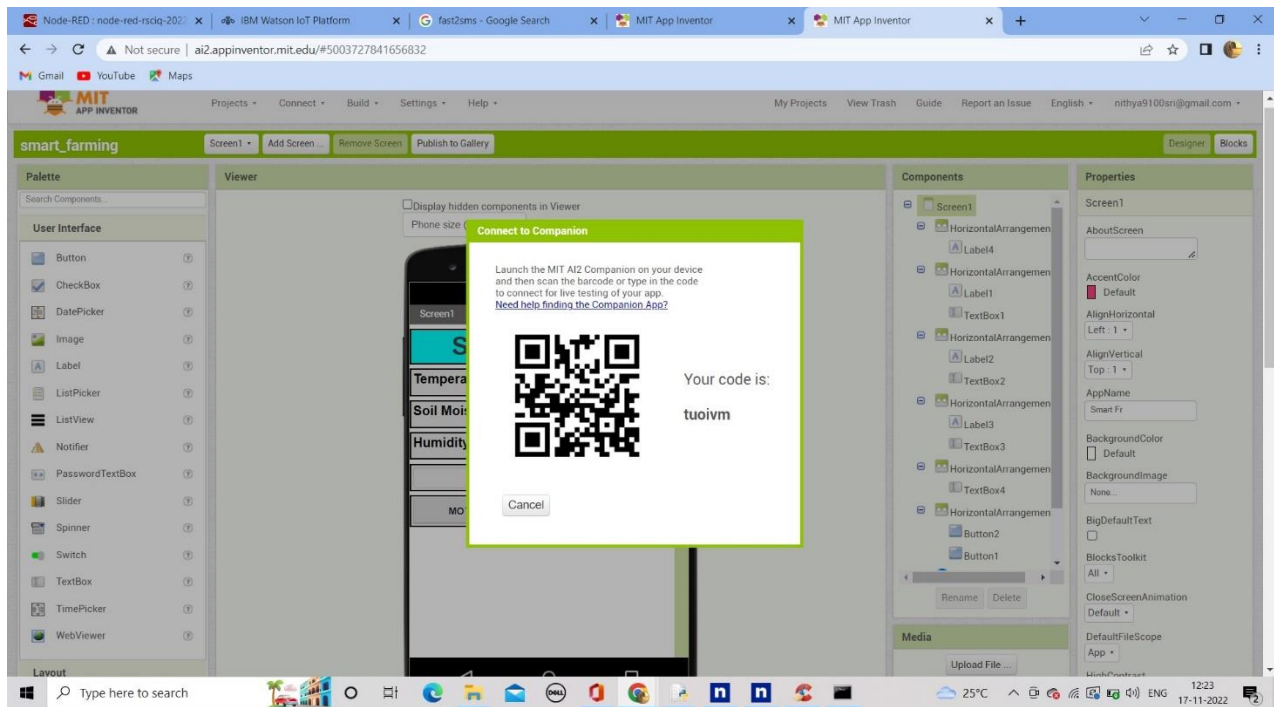 Node-RED : node-red-rsciq-2022
IBM Watson IoT Platform
fast2sms - Google Search
MIT App Inventor
MIT App Inventor
Not secure | ai2.appinventor.mit.edu/#5003727841656832
Gmail YouTube Maps
MIT
APP INVENTOR
Projects Connect Build Settings Help My Projects View Trash Guide Report an Issue English nithya9100sri@gmail.com
smart_farming
Screen1 Add Screen ... Remove Screen Publish to Gallery Designer Blocks
Palette
Search Components...
User Interface
Button
CheckBox
DatePicker
Image
Label
ListPicker
ListView
Notifier
PasswordTextBox
Slider
Spinner
Switch
TextBox
TimePicker
WebViewer
Layout
Viewer
Display hidden components in Viewer
Phone size (
Screen1
S
Tempera
Soil Mois
Humidity
MO
Connect to Companion
Launch the MIT AI2 Companion on your device
and then scan the barcode or type in the code
to connect for live testing of your app.
Need help finding the Companion App?
Your code is:
tuoivm
Cancel
Components
Screen1
HorizontalArrangemen
Label4
HorizontalArrangemen
Label1
TextBox1
HorizontalArrangemen
Label2
TextBox2
HorizontalArrangemen
Label3
TextBox3
HorizontalArrangemen
TextBox4
HorizontalArrangemen
Button2
Button1
Rename Delete
Media
Upload File ...
Properties
Screen1
AboutScreen
AccentColor
Default
AlignHorizontal
Left : 1
AlignVertical
Top : 1
AppName
Smart Fr
BackgroundColor
Default
BackgroundImage
None...
BigDefaultText
BlocksToolkit
All
CloseScreenAnimation
Default
DefaultFileScope
App
HighContrast
Type here to search
DELL
25°C
ENG
12:23
17-11-2022
2